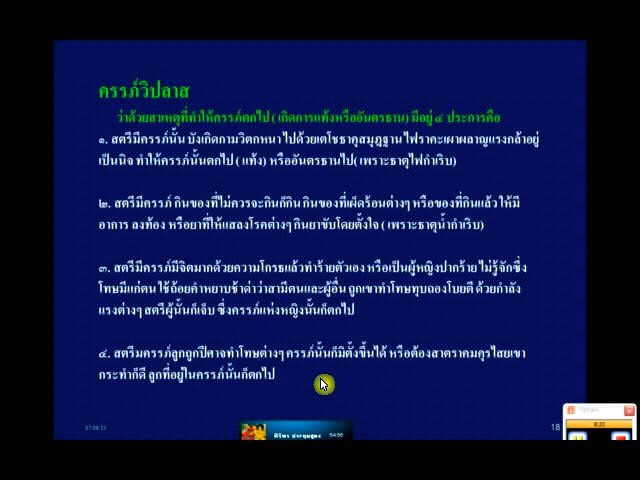 ครรภ์วิปลาส
ว่าด้วยสาเหตุที่ทำให้ครรภ์ตกไป ( เกิดการแท้งหรืออันตรธาน) มีอยู่ ๔ ประการคือ
๑. สตรีมีครรภ์นั้น บังเกิดกามวิตกหนาไปด้วยเตโชธาตุสมุฎฐาน ไฟราคะเผาผลาญแรงกล้าอยู่
เป็นนิจ ทำให้ครรภ์นั้นตกไป ( แท้ง) หรืออันตรธานไป( เพราะธาตุไฟกำเริบ)
๒. สตรีมีครรภ์ กินของที่ไม่ควรจะกินก็กิน กินของที่เผ็ดร้อนต่างๆ หรือของที่กินแล้ว ให้มี
อาการ ลงท้อง หรือยาที่ให้แสลงโรคต่างๆ กินยาขับโดยตั้งใจ ( เพราะธาตุน้ำกำเริบ)
๓. สตรีมีครรภ์มีจิตมากด้วยความโกรธแล้วทำร้ายตัวเอง หรือเป็นผู้หญิงปากร้าย ไม่รู้จักซึ่ง
โทษมีแก่ตน ใช้ถ้อยคำหยาบช้าด่าว่าสามีตนและผู้อื่น ถูกเขาทำโทษทุบถองโบยตี ด้วยกำลัง
แรงต่างๆ สตรีผู้นั้นก็เจ็บ ซึ่งครรภ์แห่งหญิงนั้นก็ตกไป
๔. สตรีมครรภ์ลูกถูกปีศาจทำโทษต่างๆ ครรภ์นั้นก็มิตั้งขึ้นได้ หรือต้องสาตราคมคุรไสยเขา
กระทำก็ดี ลูกที่อยู่ในครรภ์นั้นก็ตกไป
18